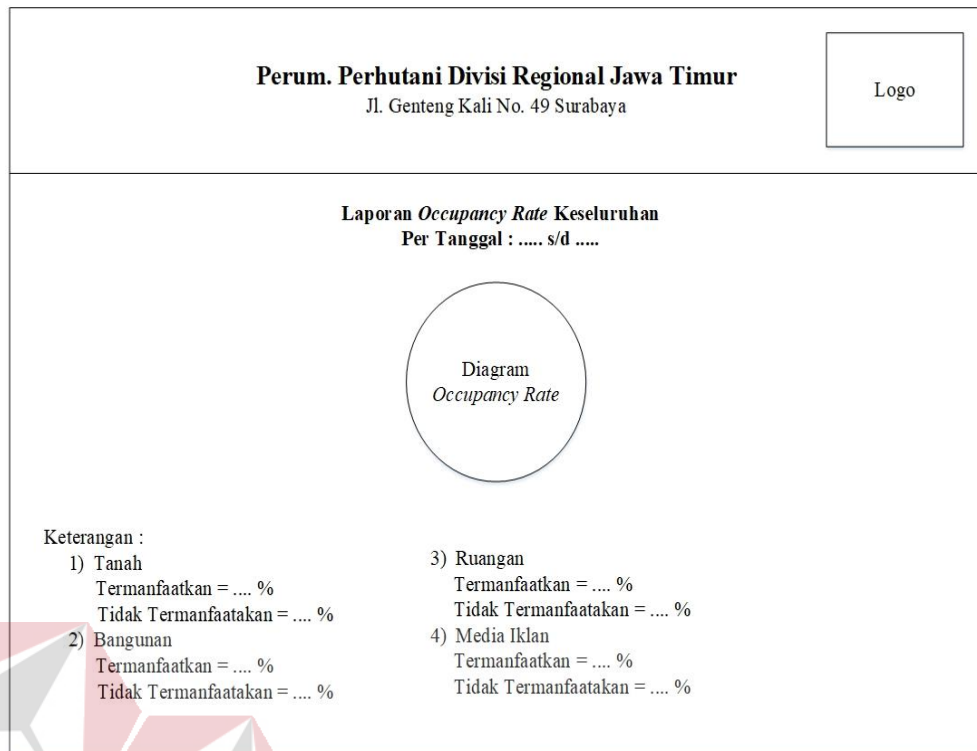 Perum. Perhutani Divisi Regional Jawa Timur
Jl. Genteng Kali No. 49 Surabaya
Logo
Laporan Occupancy Rate Keseluruhan
Per Tanggal : ..... s/d .....
Diagram
Occupancy Rate
Keterangan :
1) Tanah
Termanfaatkan = .... %
Tidak Termanfaatakan = .... %
2) Bangunan
Termanfaatkan = .... %
Tidak Termanfaatakan = .... %
3) Ruangan
Termanfaatkan = .... %
Tidak Termanfaatakan = .... %
4) Media Iklan
Termanfaatkan = .... %
Tidak Termanfaatakan = .... %